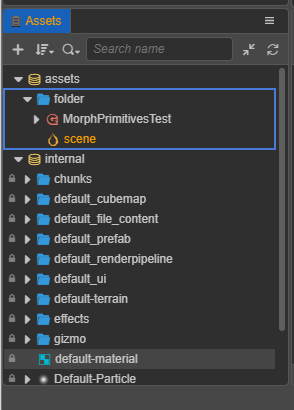 Assets
Search name
assets
folder
MorphPrimitivesTest
scene
internal
chunks
default_cubemap
default_file_content
default_prefab
default_renderpipeline
default_ui
default-terrain
effects
gizmo
default-material
Default-Particle